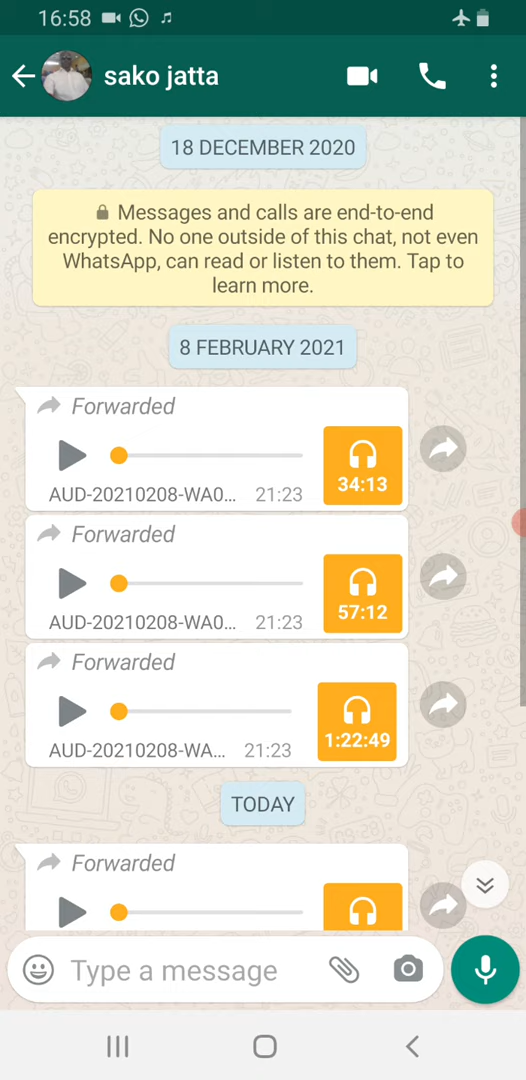 16:58
sako jatta
18 DECEMBER 2020
Messages and calls are end-to-end
encrypted. No one outside of this chat, not even
WhatsApp, can read or listen to them. Tap to
learn more.
8 FEBRUARY 2021
Forwarded
34:13
AUD-20210208-WA0... 21:23
Forwarded
57:12
AUD-20210208-WA0... 21:23
Forwarded
1:22:49
AUD-20210208-WA... 21:23
TODAY
Forwarded
Type a message